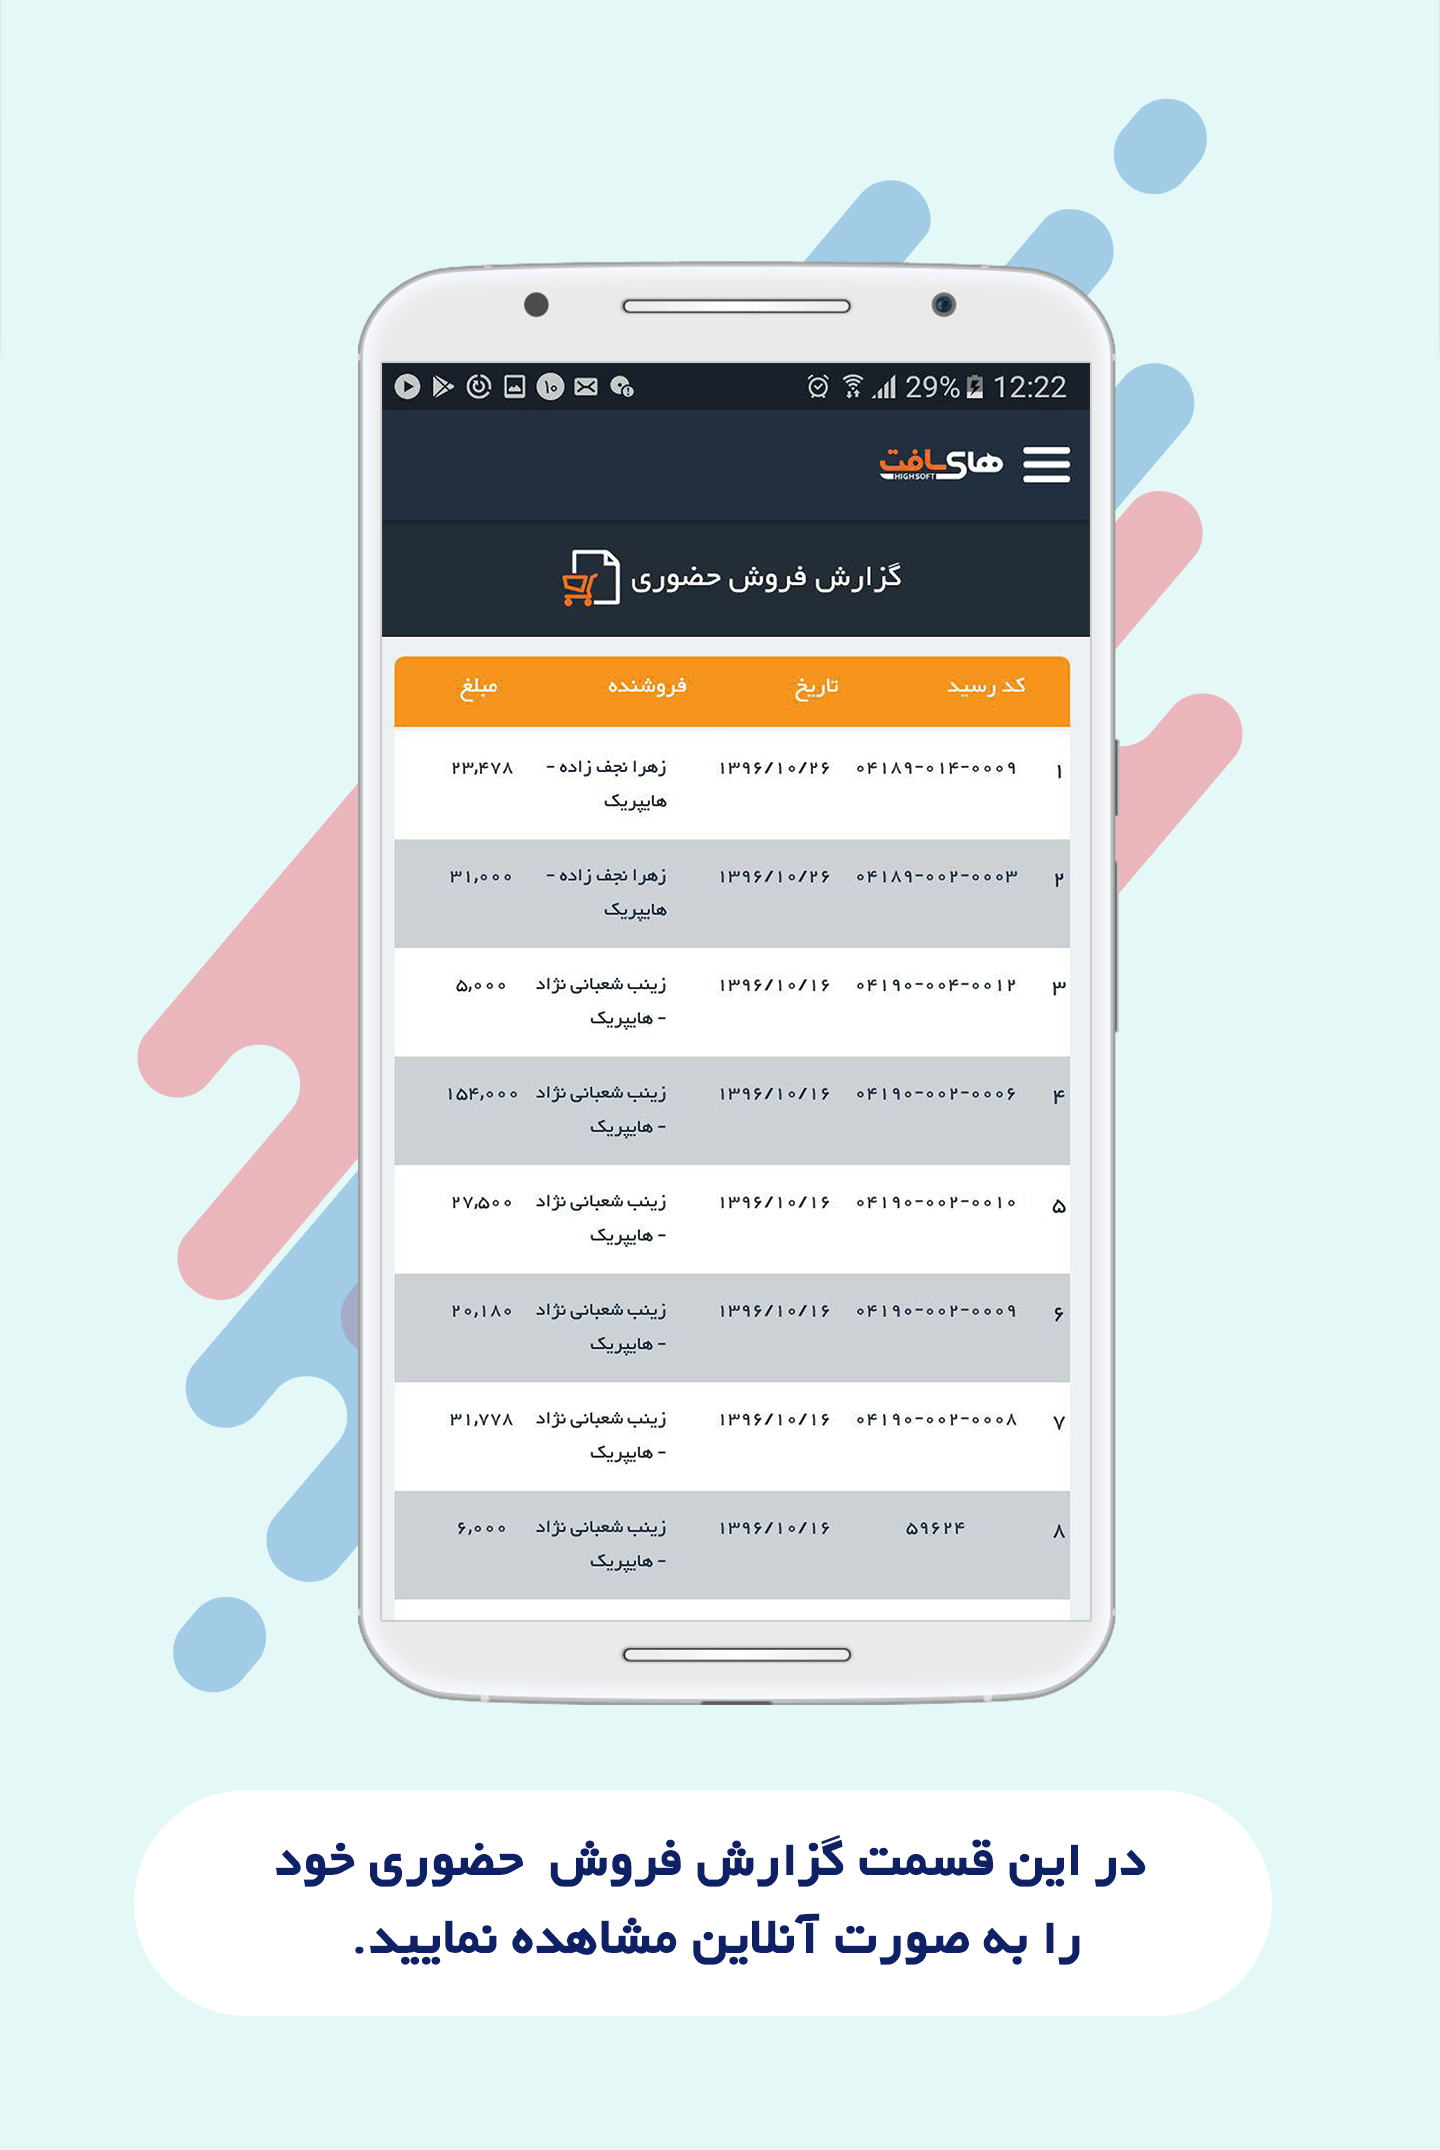 ۱۰ 29% 12:22
های‌سافت
HIGHSOFT
گزارش فروش حضوری
کد رسید تاریخ فروشنده مبلغ
۱ ۰۴۱۸۹-۰۱۴-۰۰۰۹ ۱۳۹۶/۱۰/۲۶ زهرا نجف زاده - ۲۳,۴۷۸
هایپریک
۲ ۰۴۱۸۹-۰۰۲-۰۰۰۳ ۱۳۹۶/۱۰/۲۶ زهرا نجف زاده - ۳۱,۰۰۰
هایپریک
۳ ۰۴۱۹۰-۰۰۴-۰۰۱۲ ۱۳۹۶/۱۰/۱۶ زینب شعبانی نژاد ۵,۰۰۰
- هایپریک
۴ ۰۴۱۹۰-۰۰۲-۰۰۰۶ ۱۳۹۶/۱۰/۱۶ زینب شعبانی نژاد ۱۵۴,۰۰۰
- هایپریک
۵ ۰۴۱۹۰-۰۰۲-۰۰۱۰ ۱۳۹۶/۱۰/۱۶ زینب شعبانی نژاد ۲۷,۵۰۰
- هایپریک
۶ ۰۴۱۹۰-۰۰۲-۰۰۰۹ ۱۳۹۶/۱۰/۱۶ زینب شعبانی نژاد ۲۰,۱۸۰
- هایپریک
۷ ۰۴۱۹۰-۰۰۲-۰۰۰۸ ۱۳۹۶/۱۰/۱۶ زینب شعبانی نژاد ۳۱,۷۷۸
- هایپریک
۸ ۵۹۶۲۴ ۱۳۹۶/۱۰/۱۶ زینب شعبانی نژاد ۶,۰۰۰
- هایپریک
در این قسمت گزارش فروش حضوری خود
را به صورت آنلاین مشاهده نمایید.